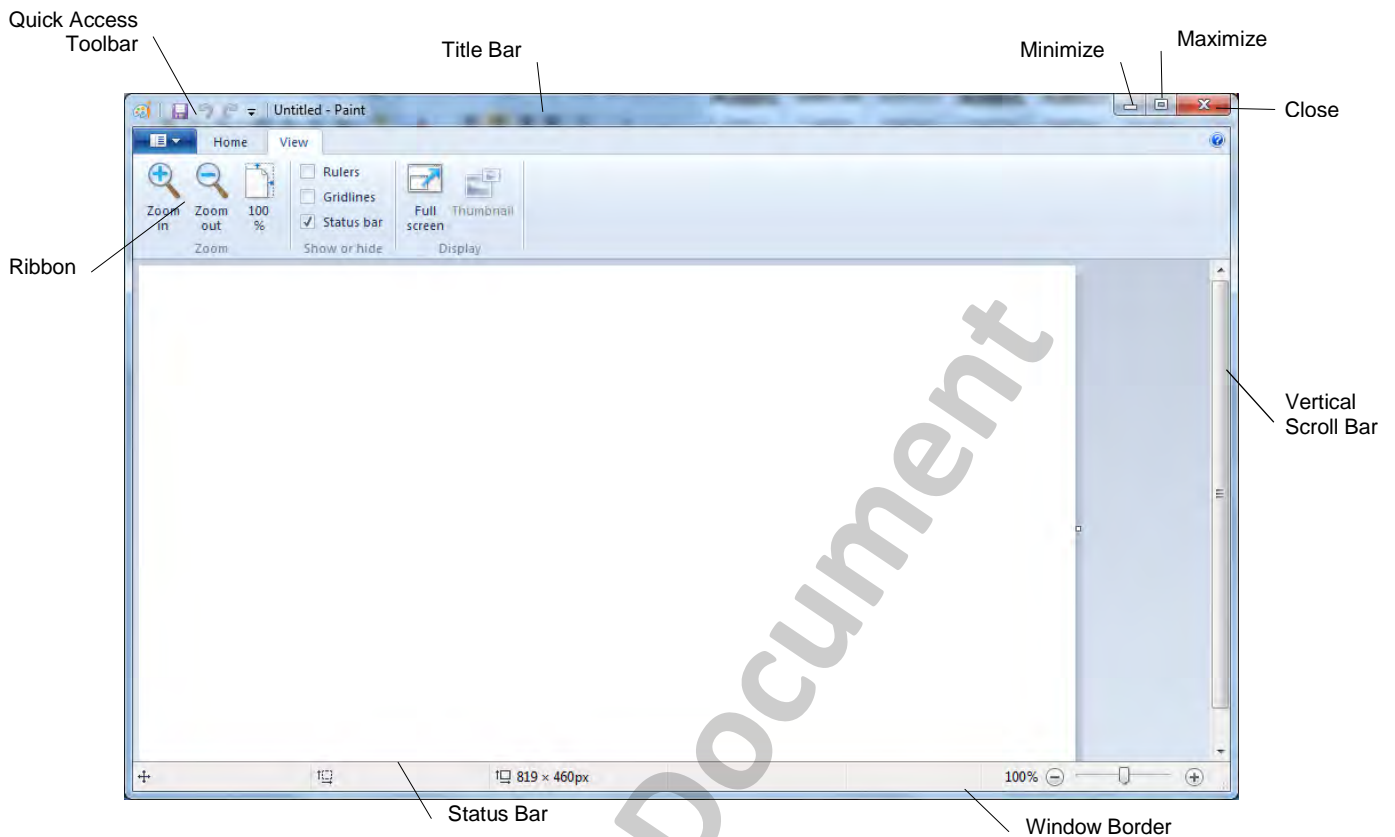 Quick Access
Toolbar
Title Bar
Minimize
Maximize
Close
Untitled - Paint
Home
View
Zoom
in
Zoom
out
100
%
Zoom
Rulers
Gridlines
Status bar
Show or hide
Full
screen
Thumbnail
Display
Ribbon
Vertical
Scroll Bar
819 × 460px
100%
Status Bar
Window Border
Document